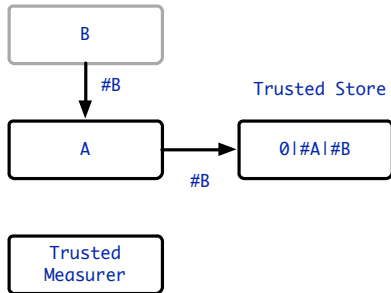 B
#B
Trusted Store
A
0|#A|#B
#B
Trusted
Measurer